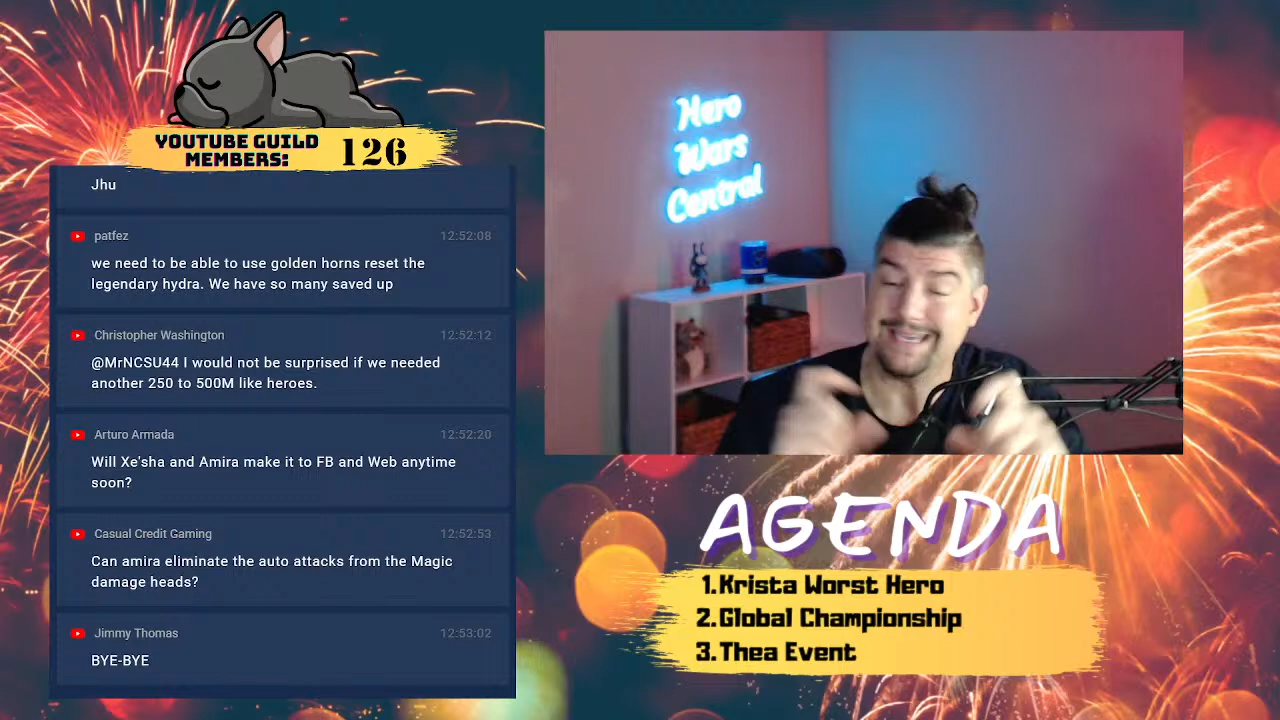 YOUTUBE GUILD
MEMBERS:
126
Jhu
patfez 12:52:08
we need to be able to use golden horns reset the
legendary hydra. We have so many saved up
Christopher Washington 12:52:12
@MrNCSU44 I would not be surprised if we needed
another 250 to 500M like heroes.
Arturo Armada 12:52:20
Will Xe'sha and Amira make it to FB and Web anytime
soon?
Casual Credit Gaming 12:52:53
Can amira eliminate the auto attacks from the Magic
damage heads?
Jimmy Thomas 12:53:02
BYE-BYE
Hero
Wars
Central
AGENDA
1.Krista Worst Hero
2.Global Championship
3.Thea Event